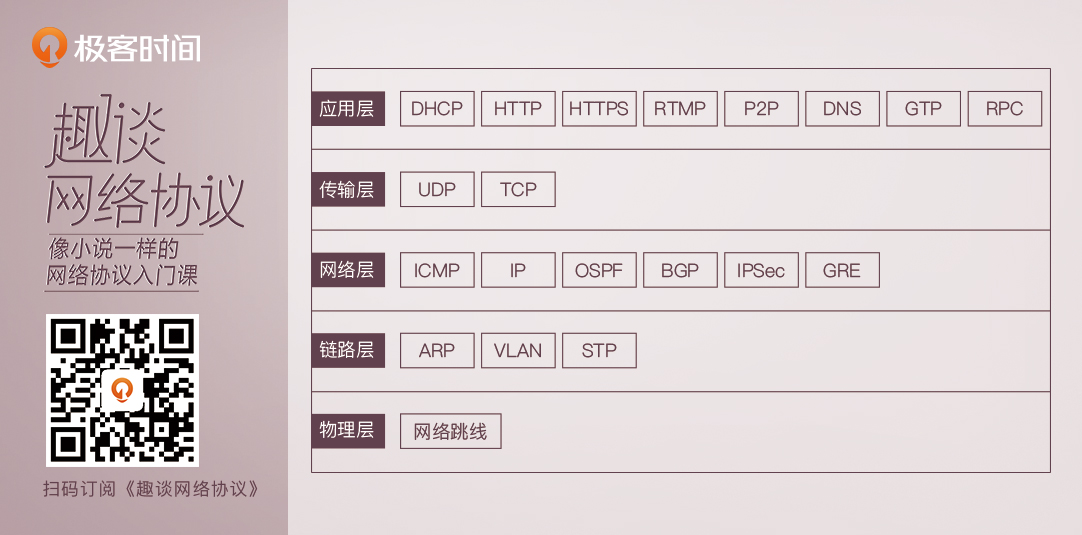 极客时间
趣谈
网络协议
像小说一样的
网络协议入门课
扫码订阅《趣谈网络协议》
应用层 DHCP HTTP HTTPS RTMP P2P DNS GTP RPC
传输层 UDP TCP
网络层 ICMP IP OSPF BGP IPSec GRE
链路层 ARP VLAN STP
物理层 网络跳线